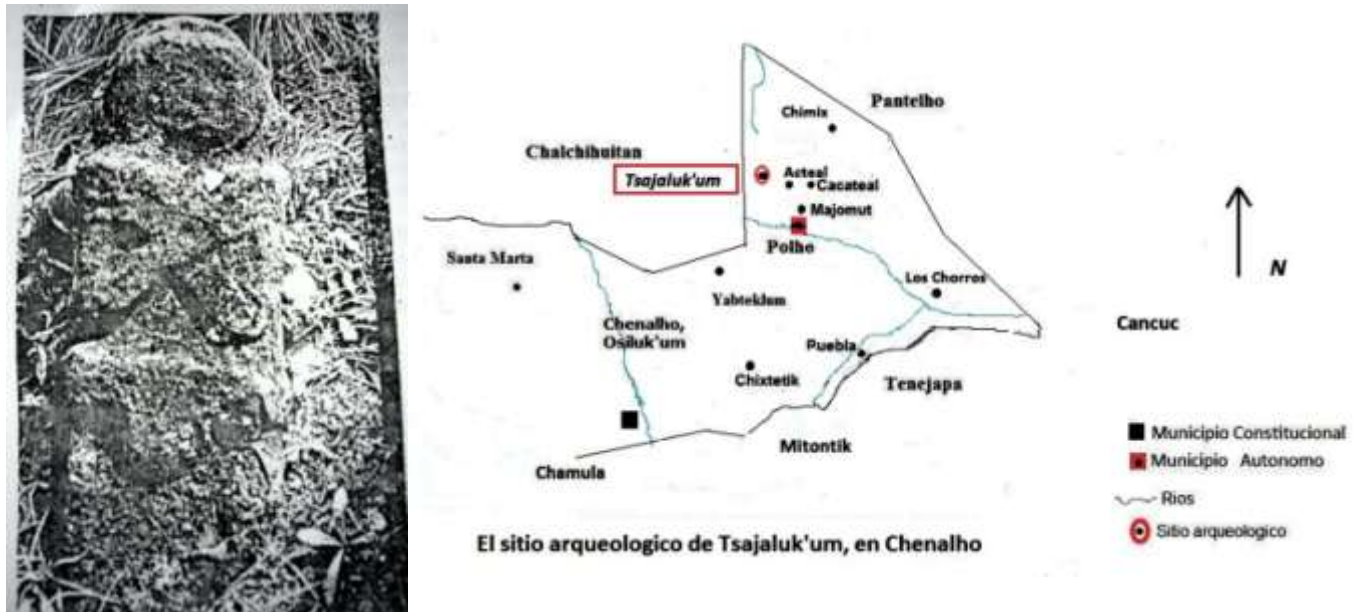 Pantelho
Chimix
Chalchihuitan
Tsajaluk'um
Acteal
Cacateal
Majomut
Polho
Santa Marta
N
Yabteklum
Los Chorros
Cancuc
Chenalho,
Osiluk'um
Puebla
Chixtetik
Tenejapa
Mitontik
Chamula
Municipio Constitucional
Municipio Autonomo
Rios
Sitio arqueologico
El sitio arqueologico de Tsajaluk'um, en Chenalho